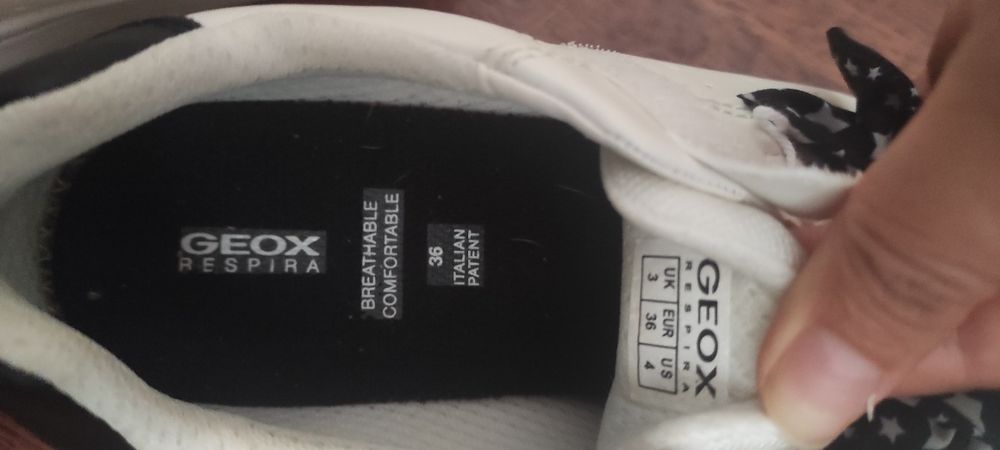 GEOX
RESPIRA
BREATHABLE
COMFORTABLE
36
ITALIAN
PATENT
GEOX
RESPIRA
UK EUR US
3 36 4